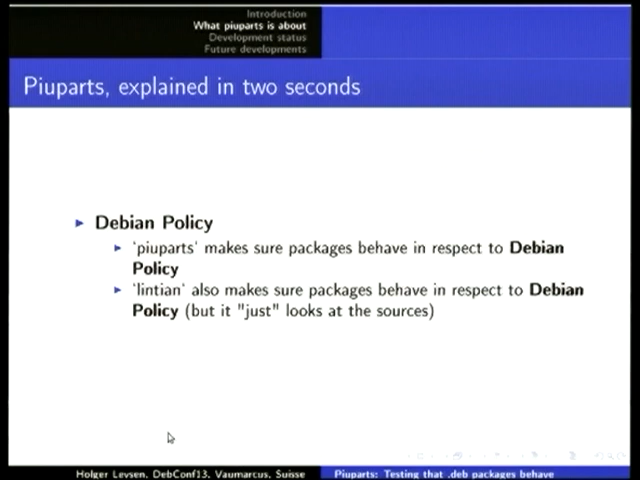 Introduction
What piuparts is about
Development status
Future developments
Piuparts, explained in two seconds
Debian Policy
'piuparts' makes sure packages behave in respect to Debian
Policy
'lintian' also makes sure packages behave in respect to Debian
Policy (but it "just" looks at the sources)
Holger Levsen, DebConf13, Vaumarcus, Suisse
Piuparts: Testing that .deb packages behave